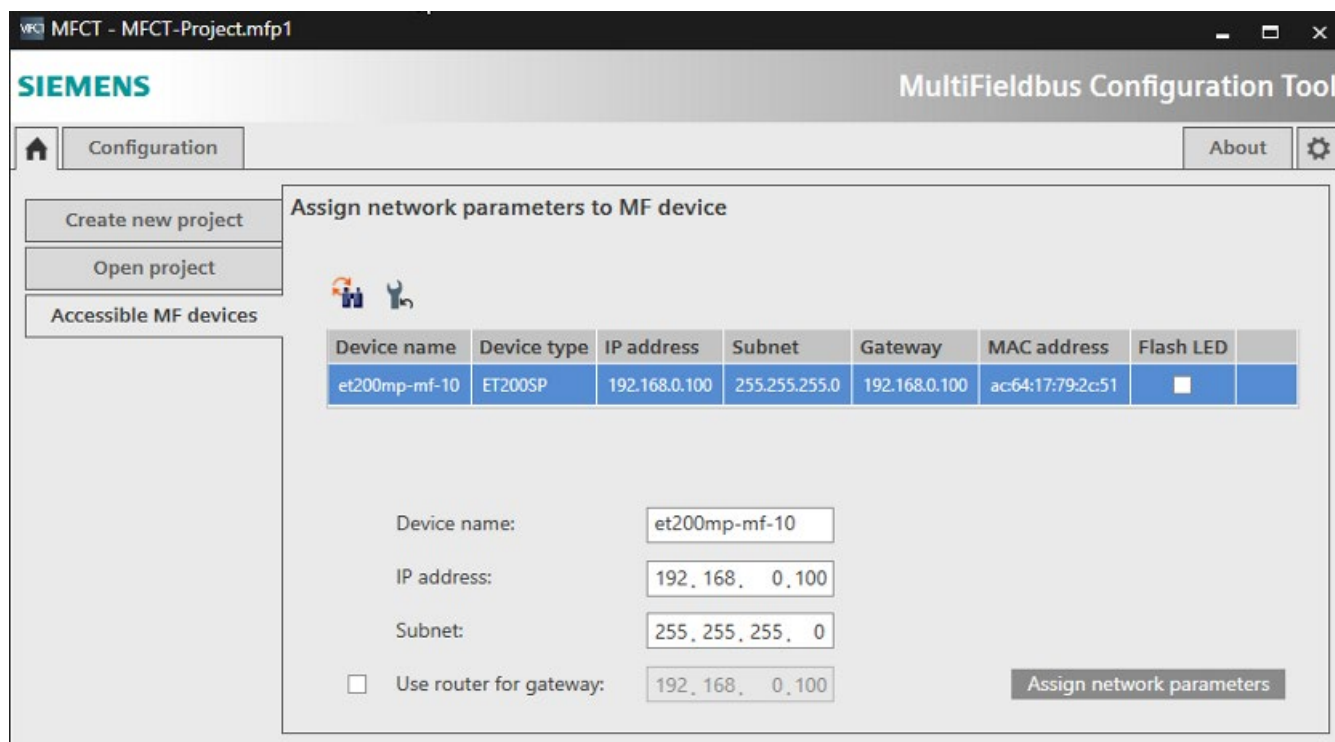 MFCT MFCT - MFCT-Project.mfp1
SIEMENS MultiFieldbus Configuration Tool
Configuration About
Create new project
Open project
Accessible MF devices
Assign network parameters to MF device
Device name Device type IP address Subnet Gateway MAC address Flash LED
et200mp-mf-10 ET200SP 192.168.0.100 255.255.255.0 192.168.0.100 ac:64:17:79:2c:51
Device name: et200mp-mf-10
IP address: 192.168. 0.100
Subnet: 255.255.255. 0
Use router for gateway: 192.168. 0.100
Assign network parameters